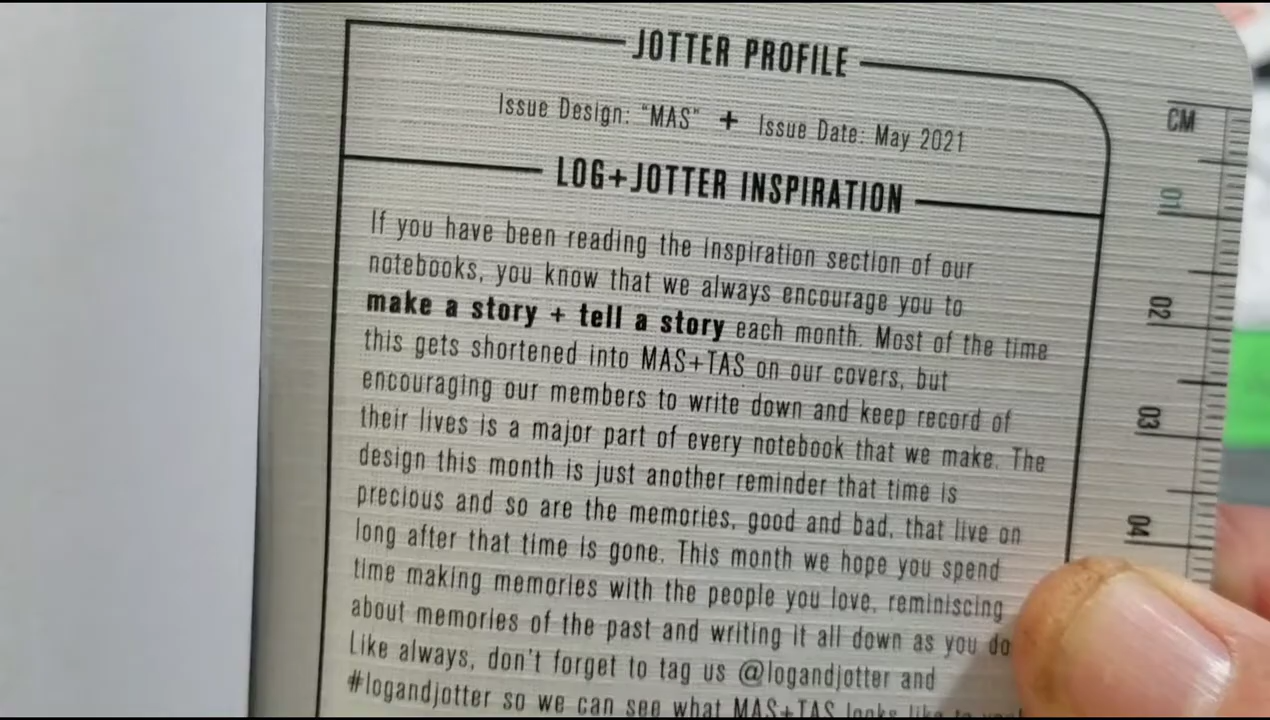 JOTTER PROFILE
Issue Design: "MAS" + Issue Date: May 2021
LOG+JOTTER INSPIRATION
If you have been reading the inspiration section of our
notebooks, you know that we always encourage you to
make a story + tell a story each month. Most of the time
this gets shortened into MAS+TAS on our covers, but
encouraging our members to write down and keep record of
their lives is a major part of every notebook that we make. The
design this month is just another reminder that time is
precious and so are the memories, good and bad, that live on
long after that time is gone. This month we hope you spend
time making memories with the people you love, reminiscing
about memories of the past and writing it all down as you do
Like always, don't forget to tag us @logandjotter and
#logandjotter so we can see what MAS+TAS looks like to
CM
01
02
03
04